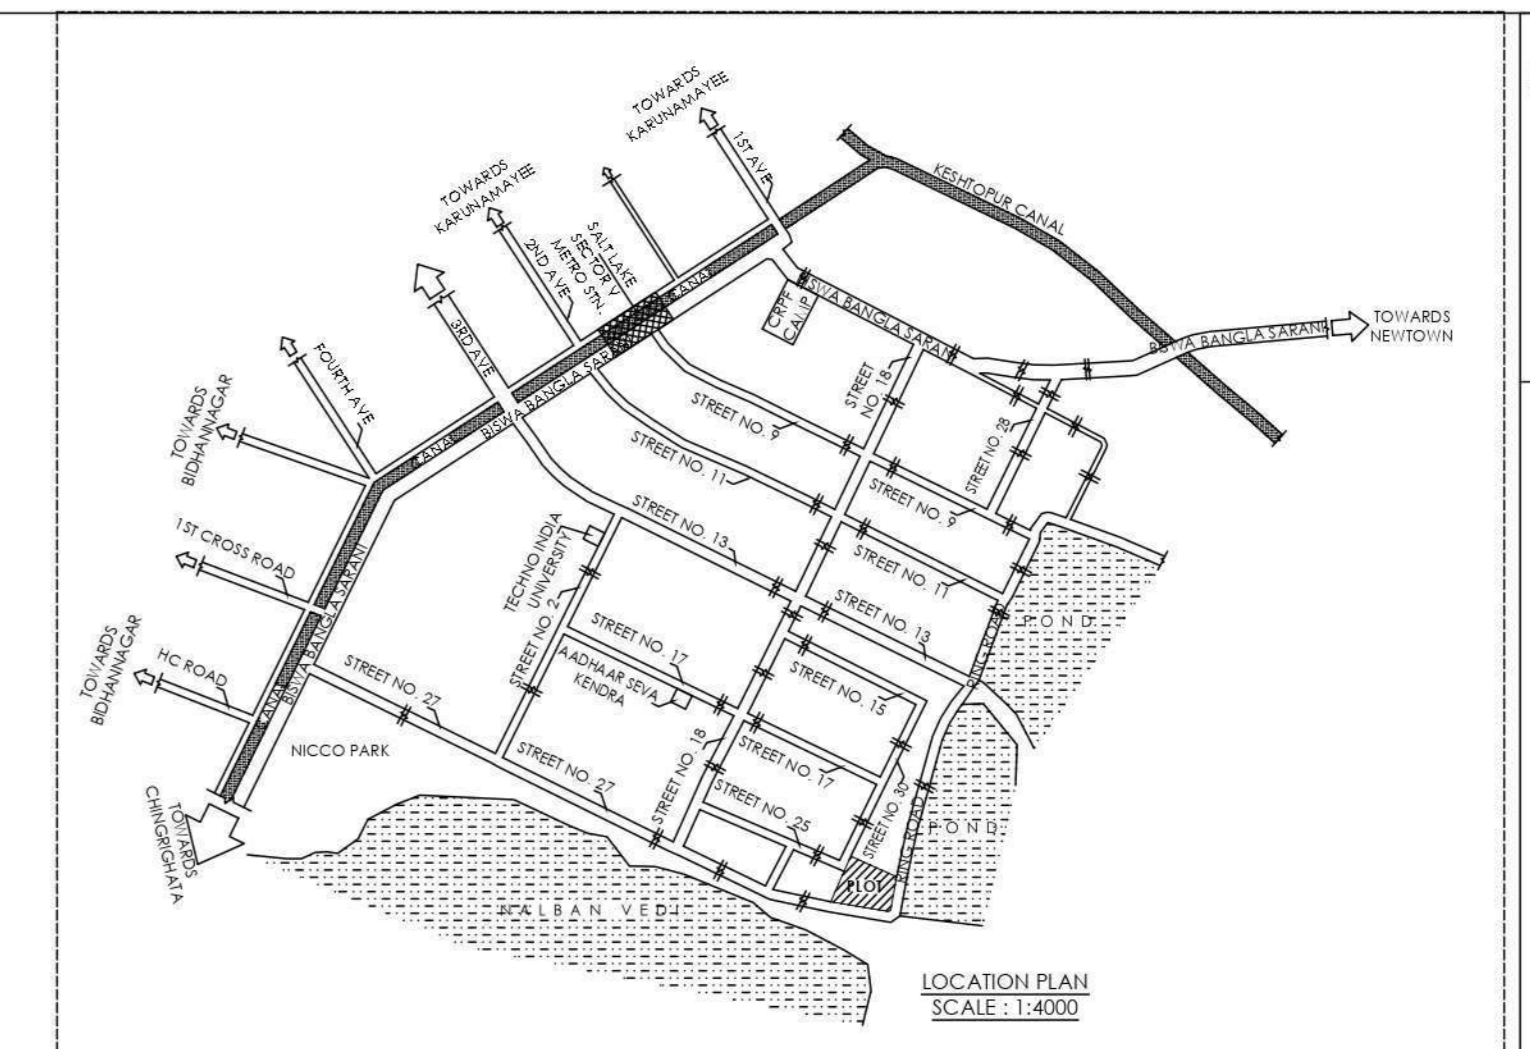 TOWARDS
KARUNAMAYEE
1ST AVE
KESHTOPUR CANAL
TOWARDS
KARUNAMAYEE
SALT LAKE
SECTOR V
METRO STN.
2ND AVE
CANAL
CRPF
CAMP
BISWA BANGLA SARANI
BISWA BANGLA SARANI
TOWARDS
NEWTOWN
3RD AVE
FOURTH AVE
BISWA BANGLA SARANI
CANAL
TOWARDS
BIDHANNAGAR
STREET
NO. 18
STREET NO. 9
STREET NO. 28
STREET NO. 11
STREET NO. 9
STREET NO. 13
STREET NO. 11
TECHNO INDIA
UNIVERSITY
1ST CROSS ROAD
BISWA BANGLA SARANI
STREET NO. 2
STREET NO. 13
RING ROAD
POND
STREET NO. 17
AADHAAR SEVA
KENDRA
STREET NO. 15
TOWARDS
BIDHANNAGAR
HC ROAD
CANAL
BISWA BANGLA SARANI
STREET NO. 27
NICCO PARK
STREET NO. 27
STREET NO. 18
STREET NO. 17
STREET NO. 25
STREET NO. 30
RING ROAD
POND
TOWARDS
CHINGRIGHATA
PLOT
NALBAN VEDI
LOCATION PLAN
SCALE : 1:4000